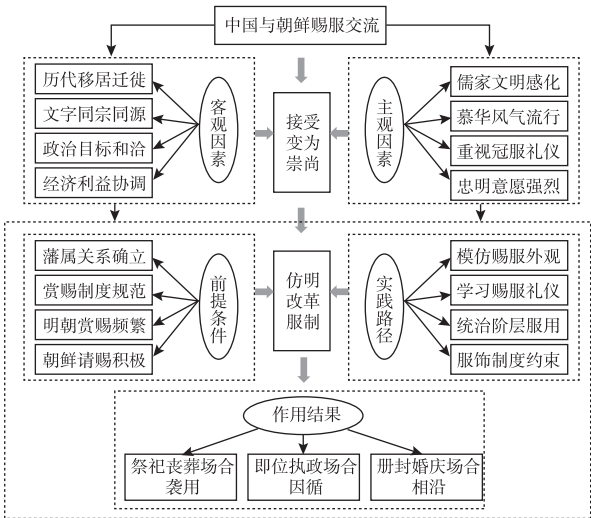 中国与朝鲜赐服交流
历代移居迁徙
文字同宗同源
政治目标和洽
经济利益协调
客观因素
接受
变为
崇尚
主观因素
儒家文明感化
慕华风气流行
重视冠服礼仪
忠明意愿强烈
藩属关系确立
赏赐制度规范
明朝赏赐频繁
朝鲜请赐积极
前提条件
仿明
改革
服制
实践路径
模仿赐服外观
学习赐服礼仪
统治阶层服用
服饰制度约束
作用结果
祭祀丧葬场合
袭用
即位执政场合
因循
册封婚庆场合
相沿